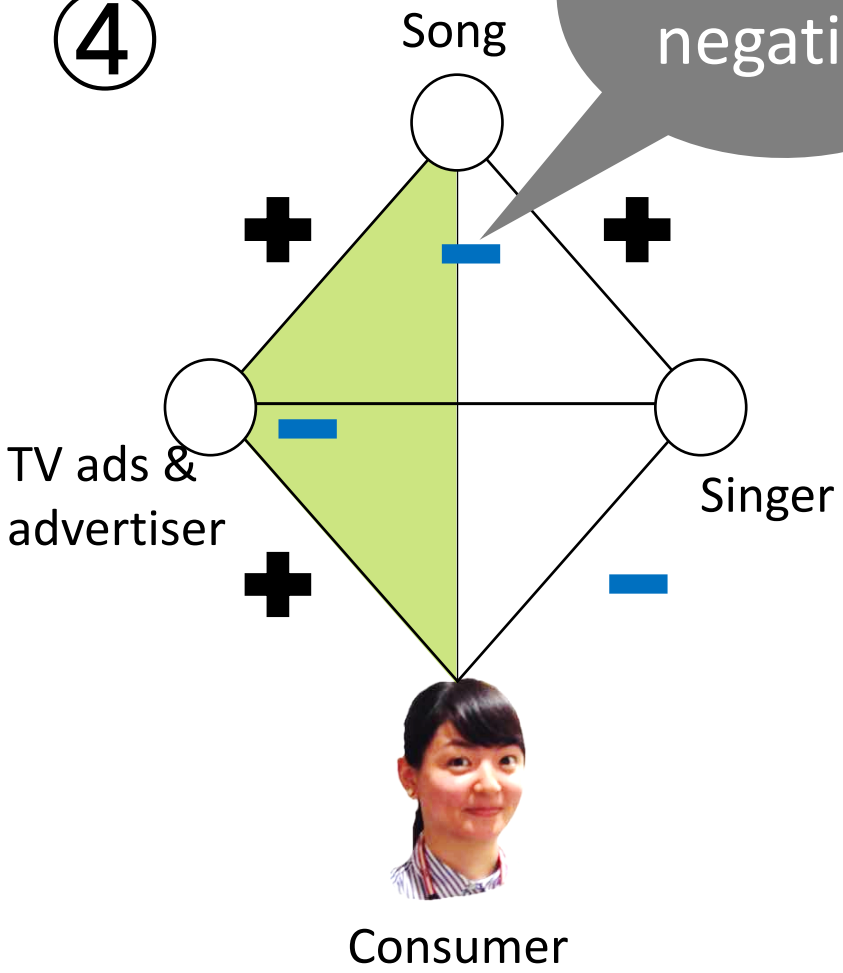 ④
Song
negati
TV ads &
advertiser
Singer
Consumer